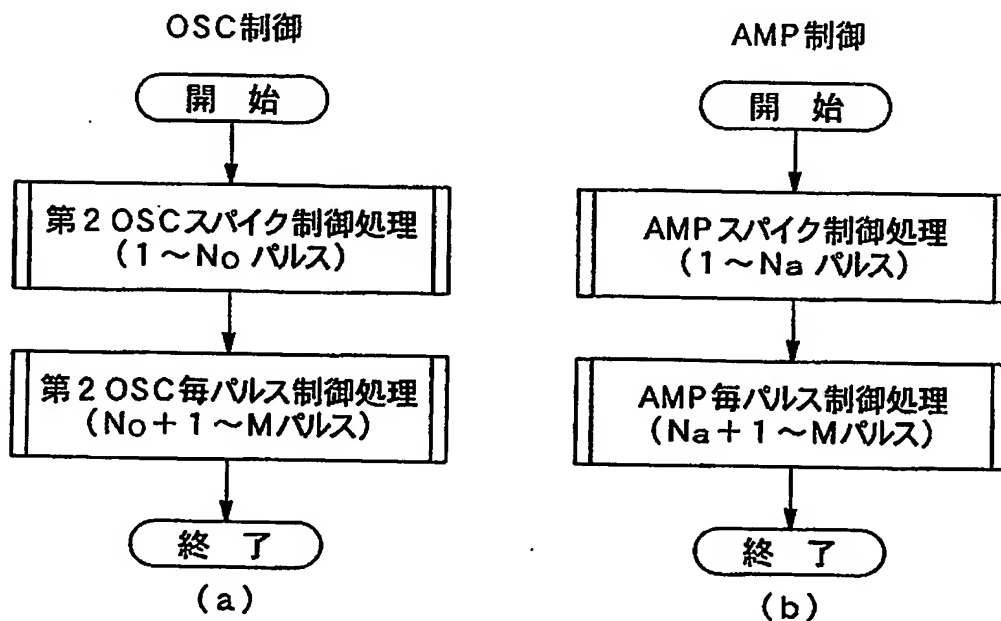 OSC制御
開 始
第2 OSCスパイク制御処理
(1～No パルス)
第2 OSC毎パルス制御処理
(No+1～Mパルス)
終 了
(a)
AMP制御
開 始
AMPスパイク制御処理
(1～Na パルス)
AMP毎パルス制御処理
(Na+1～Mパルス)
終 了
(b)